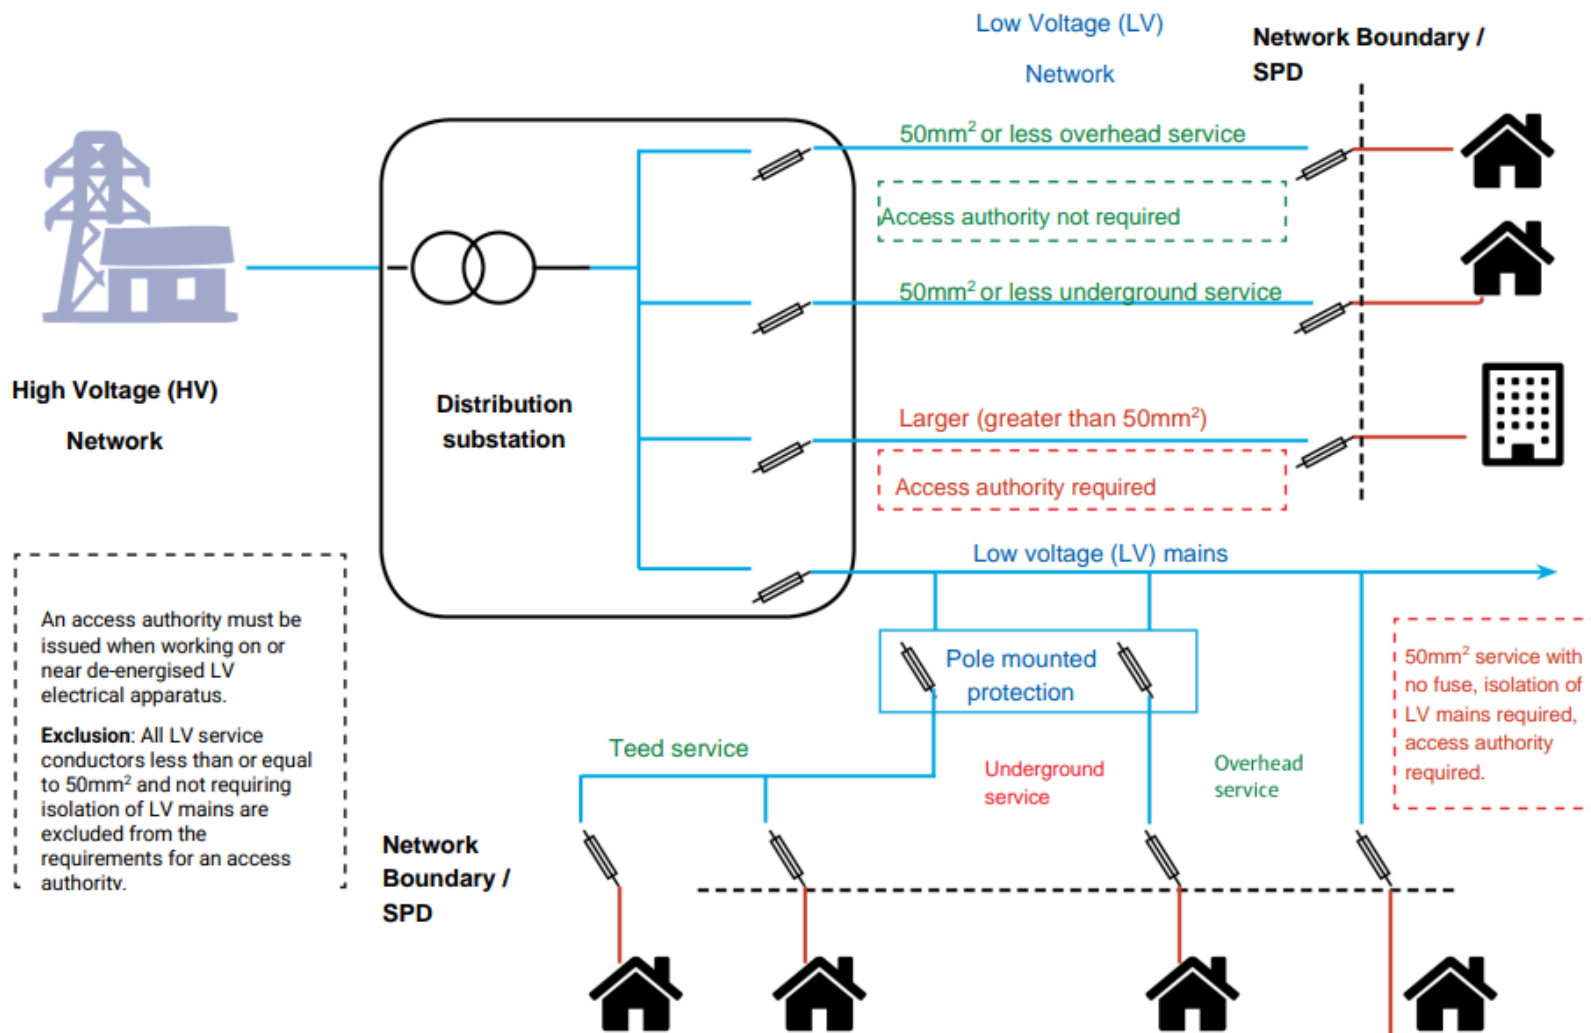 Low Voltage (LV)
Network
Network Boundary /
SPD
50mm² or less overhead service
Access authority not required
50mm² or less underground service
High Voltage (HV)
Network
Distribution
substation
Larger (greater than 50mm²)
Access authority required
Low voltage (LV) mains
An access authority must be
issued when working on or
near de-energised LV
electrical apparatus.
Exclusion: All LV service
conductors less than or equal
to 50mm² and not requiring
isolation of LV mains are
excluded from the
requirements for an access
authority.
Pole mounted
protection
50mm² service with
no fuse, isolation of
LV mains required,
access authority
required.
Teed service
Underground
service
Overhead
service
Network
Boundary /
SPD